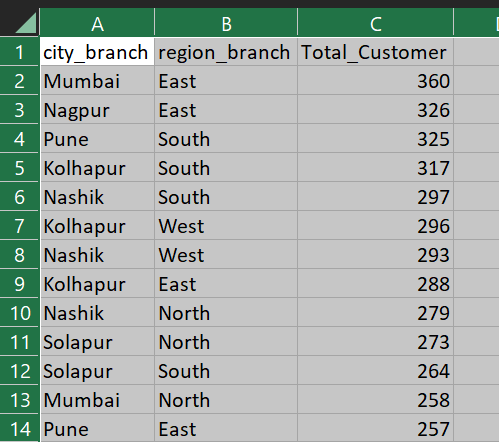 A B C
1 city_branch region_branch Total_Customer
2 Mumbai East 360
3 Nagpur East 326
4 Pune South 325
5 Kolhapur South 317
6 Nashik South 297
7 Kolhapur West 296
8 Nashik West 293
9 Kolhapur East 288
10 Nashik North 279
11 Solapur North 273
12 Solapur South 264
13 Mumbai North 258
14 Pune East 257